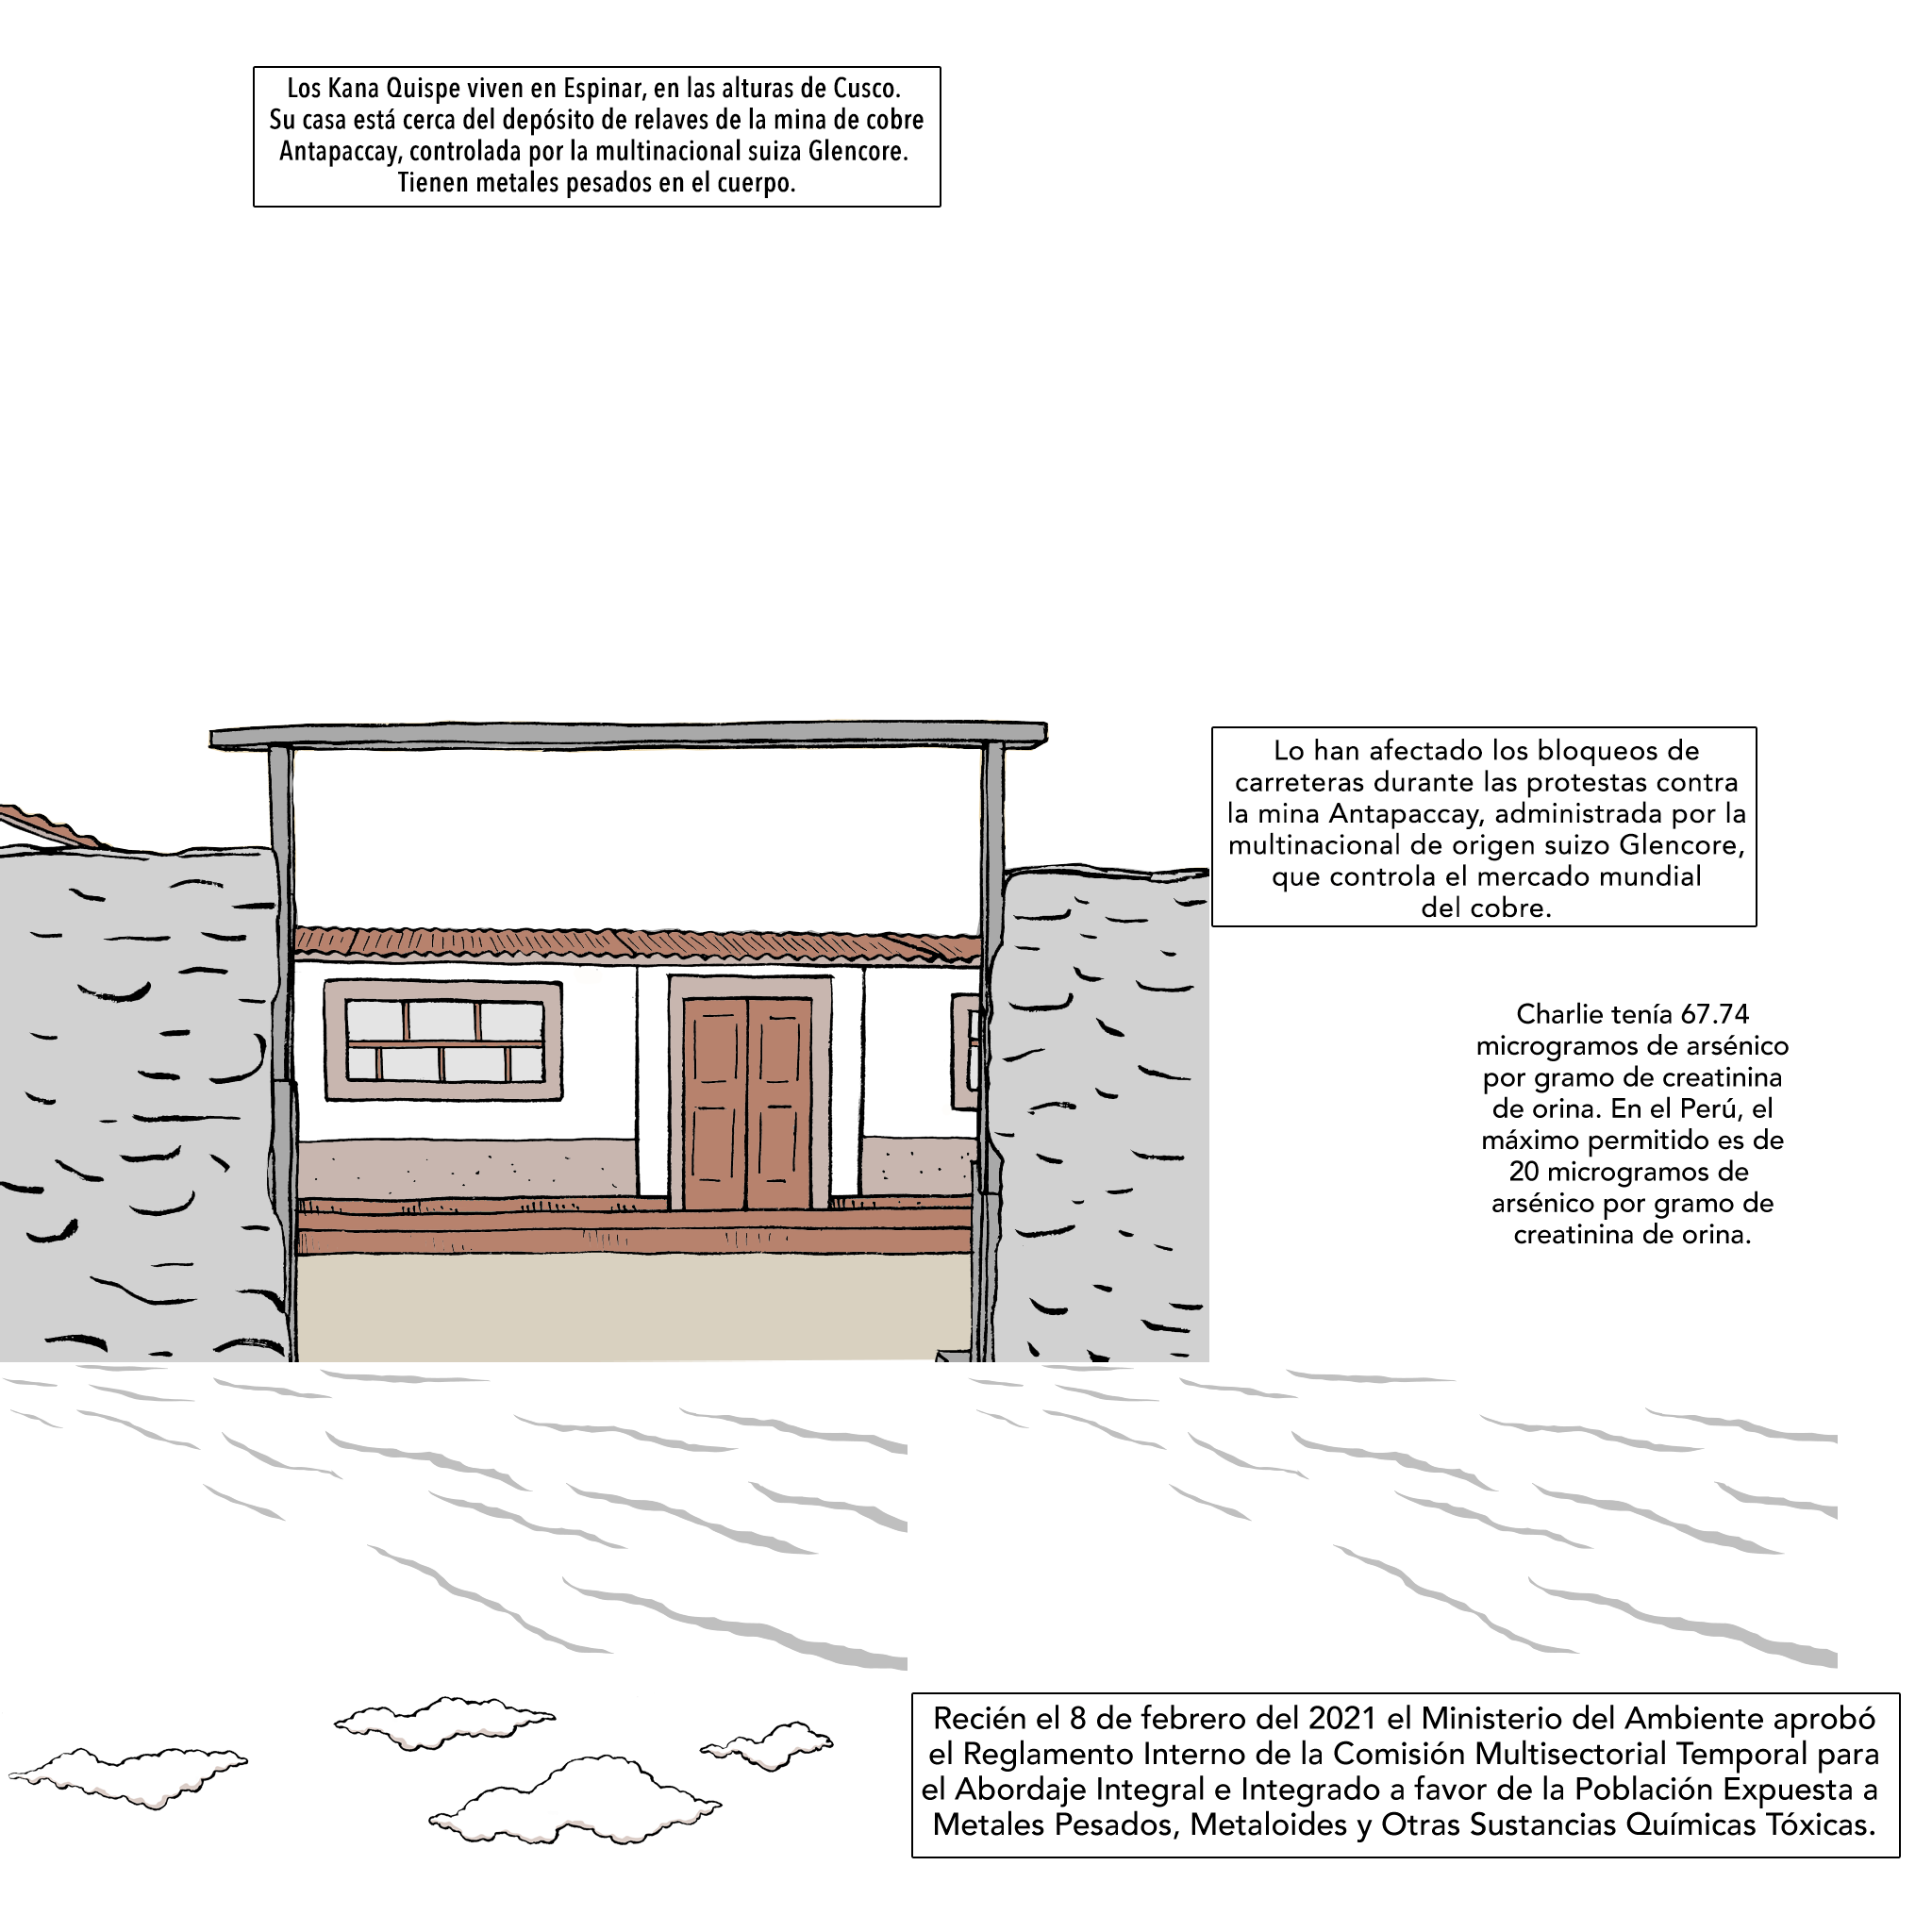 Los Kana Quispe viven en Espinar, en las alturas de Cusco.
Su casa está cerca del depósito de relaves de la mina de cobre
Antapaccay, controlada por la multinacional suiza Glencore.
Tienen metales pesados en el cuerpo.
Lo han afectado los bloqueos de
carreteras durante las protestas contra
la mina Antapaccay, administrada por la
multinacional de origen suizo Glencore,
que controla el mercado mundial
del cobre.
Charlie tenía 67.74
microgramos de arsénico
por gramo de creatinina
de orina. En el Perú, el
máximo permitido es de
20 microgramos de
arsénico por gramo de
creatinina de orina.
Recién el 8 de febrero del 2021 el Ministerio del Ambiente aprobó
el Reglamento Interno de la Comisión Multisectorial Temporal para
el Abordaje Integral e Integrado a favor de la Población Expuesta a
Metales Pesados, Metaloides y Otras Sustancias Químicas Tóxicas.